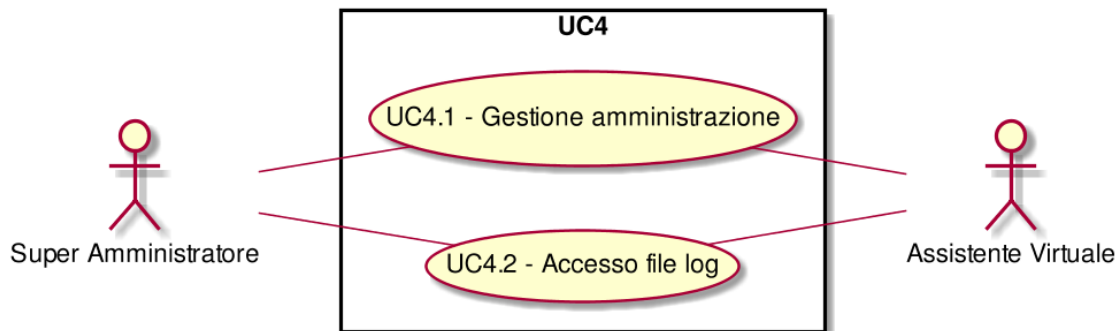 UC4
UC4.1 - Gestione amministrazione
Super Amministratore
Assistente Virtuale
UC4.2 - Accesso file log